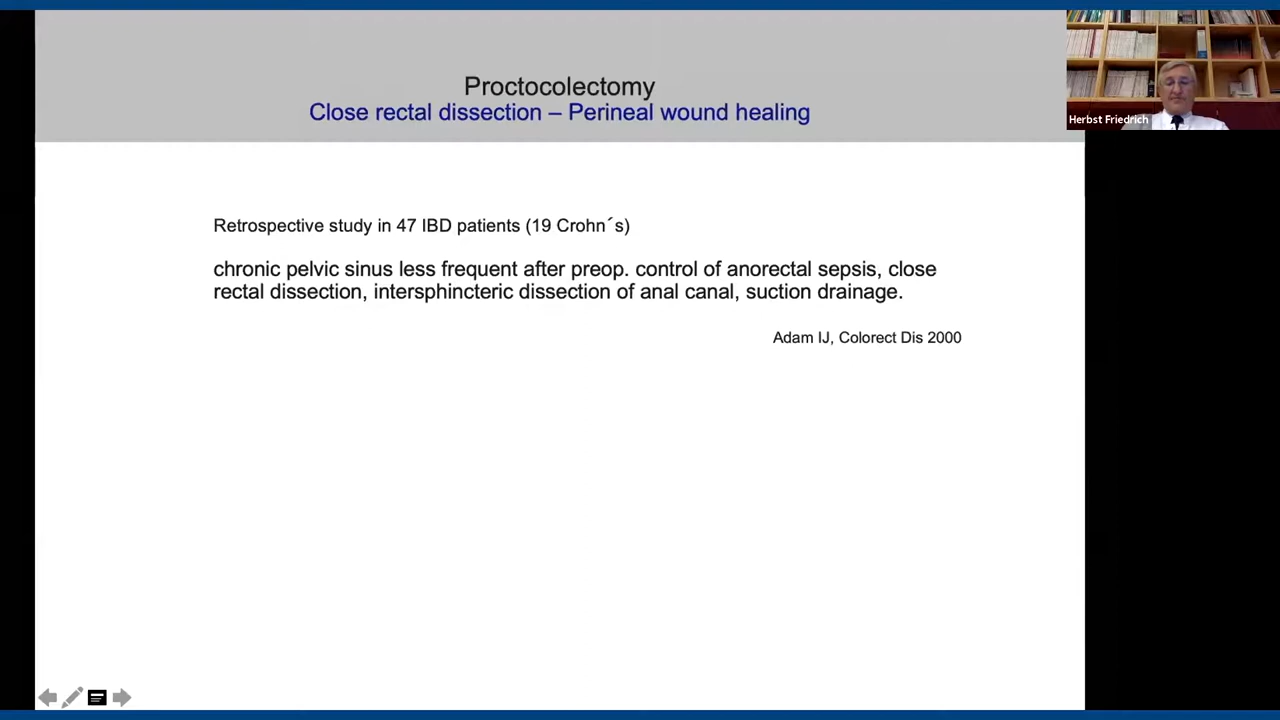 Proctocolectomy
Close rectal dissection – Perineal wound healing
Herbst Friedrich
Retrospective study in 47 IBD patients (19 Crohn´s)
chronic pelvic sinus less frequent after preop. control of anorectal sepsis, close
rectal dissection, intersphincteric dissection of anal canal, suction drainage.
Adam IJ, Colorect Dis 2000